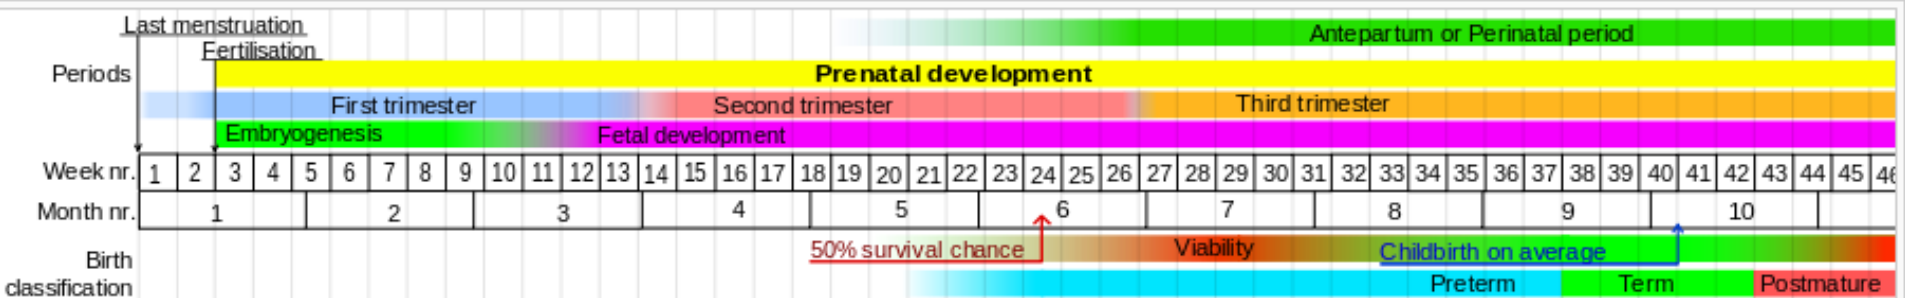 Last menstruation
Antepartum or Perinatal period
Fertilisation
Periods
Prenatal development
First trimester Second trimester Third trimester
Embryogenesis Fetal development
Week nr. 1 2 3 4 5 6 7 8 9 10 11 12 13 14 15 16 17 18 19 20 21 22 23 24 25 26 27 28 29 30 31 32 33 34 35 36 37 38 39 40 41 42 43 44 45 46
Month nr. 1 2 3 4 5 6 7 8 9 10
50% survival chance Viability Childbirth on average
Birth
classification
Preterm Term Postmature